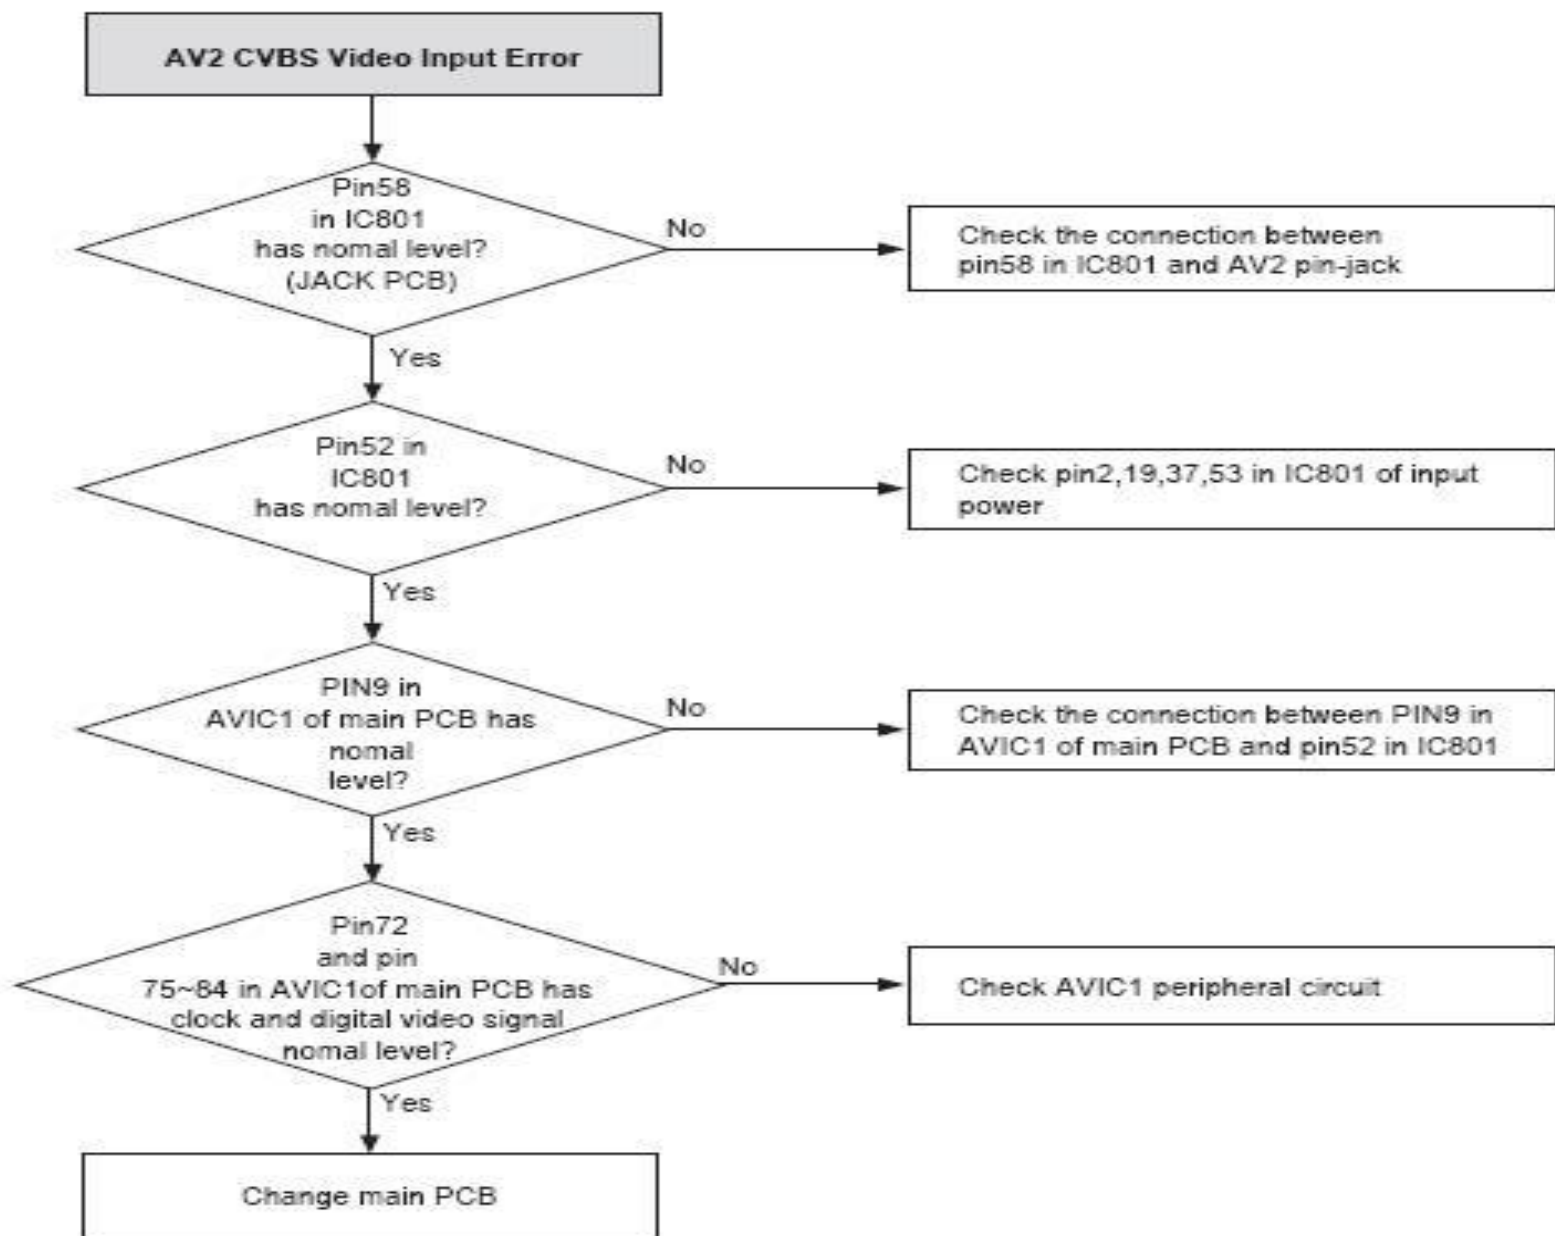 AV2 CVBS Video Input Error
Pin58
in IC801
has nomal level?
(JACK PCB)
No
Check the connection between
pin58 in IC801 and AV2 pin-jack
Yes
Pin52 in
IC801
has nomal level?
No
Check pin2,19,37,53 in IC801 of input
power
Yes
PIN9 in
AVIC1 of main PCB has
nomal
level?
No
Check the connection between PIN9 in
AVIC1 of main PCB and pin52 in IC801
Yes
Pin72
and pin
75~84 in AVIC1of main PCB has
clock and digital video signal
nomal level?
No
Check AVIC1 peripheral circuit
Yes
Change main PCB